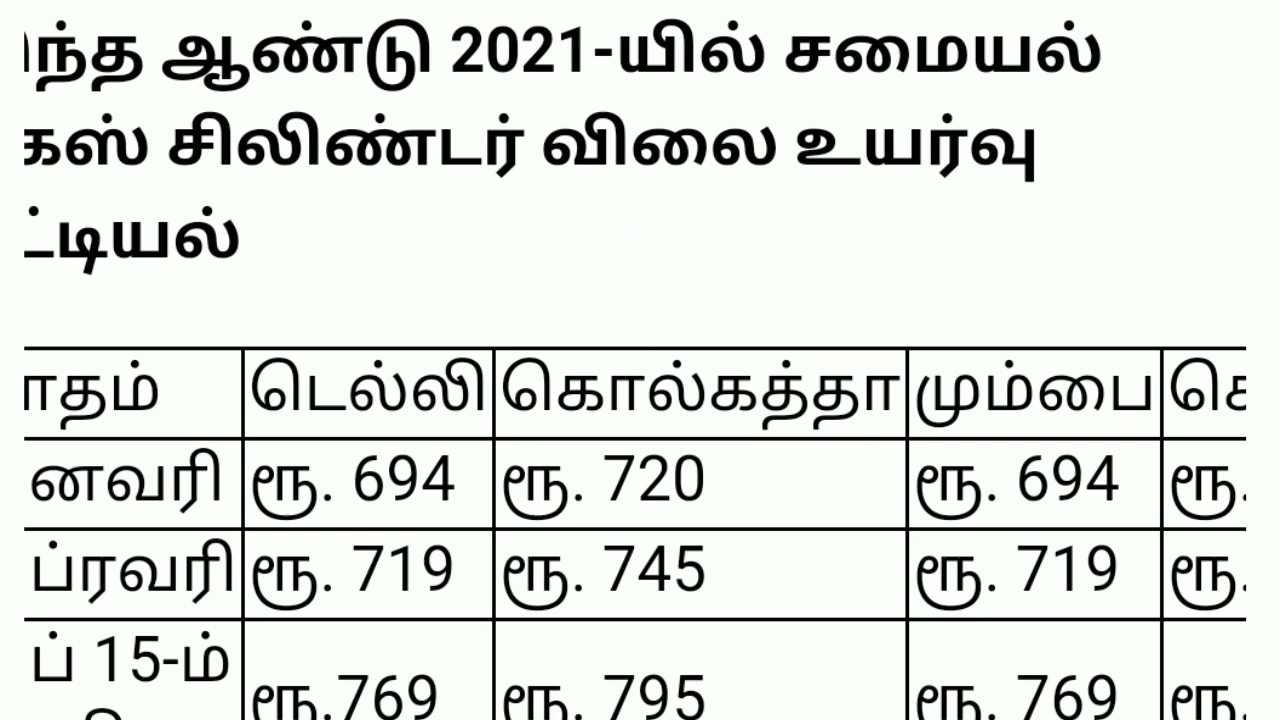 ிந்த ஆண்டு 2021-யில் சமையல்
கஸ் சிலிண்டர் விலை உயர்வு
ட்டியல்
ாதம் டெல்லி கொல்கத்தா மும்பை
னவரி ரூ. 694 ரூ. 720 ரூ. 694 ரூ.
ப்ரவரி ரூ. 719 ரூ. 745 ரூ. 719 ரூ.
ப் 15-ம்
ரூ.769 ரூ. 795 ரூ. 769 ரூ.